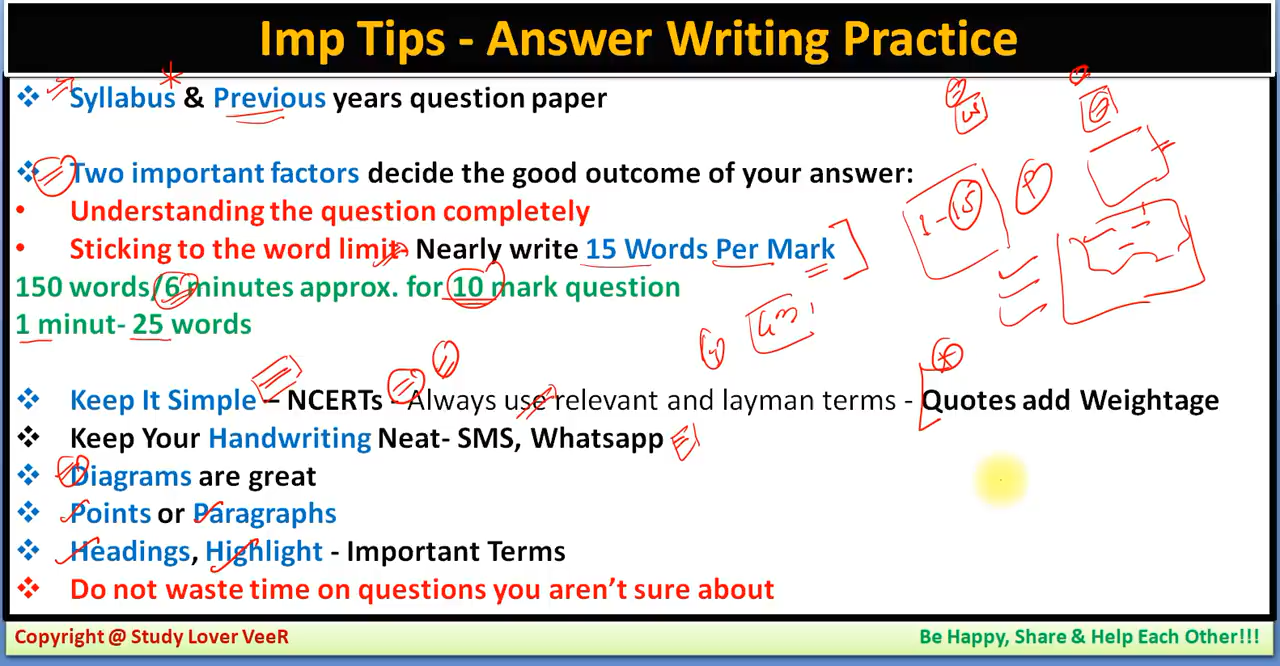 Imp Tips - Answer Writing Practice
Syllabus & Previous years question paper
Two important factors decide the good outcome of your answer:
Understanding the question completely
Sticking to the word limit- Nearly write 15 Words Per Mark
150 words/6 minutes approx. for 10 mark question
1 minut- 25 words
1-15
Keep It Simple – NCERTs - Always use relevant and layman terms - Quotes add Weightage
Keep Your Handwriting Neat- SMS, Whatsapp
Diagrams are great
Points or Paragraphs
Headings, Highlight - Important Terms
Do not waste time on questions you aren't sure about
Copyright @ Study Lover VeeR
Be Happy, Share & Help Each Other!!!